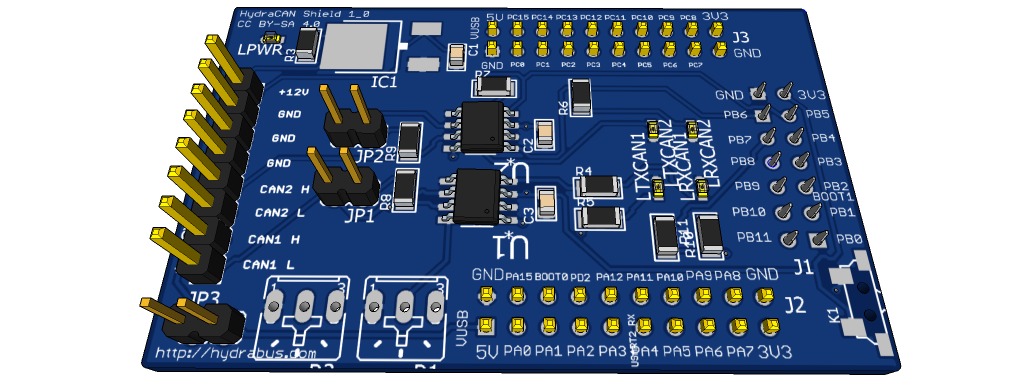 HydraCAN Shield 1_0
CC BY-SA 4.0
LPWR
R3
IC1
C1
VUSB
5V PC15 PC14 PC13 PC12 PC11 PC10 PC9 PC8 3V3
J3
GND PC0 PC1 PC2 PC3 PC4 PC5 PC6 PC7 GND
+12V
GND
GND
GND
CAN2 H
CAN2 L
CAN1 H
CAN1 L
JP3
JP2
JP1
R9
R8
R7
R6
C2
U2
C3
U1
R4
R5
LTXCAN1
LTXCAN2
LRXCAN1
LRXCAN2
R11
R10
GND 3V3
PB6 PB5
PB7 PB4
PB8 PB3
PB9 PB2
BOOT1
PB10 PB1
PB11 PB0
J1
K1
GND PA15 BOOT0 PD2 PA12 PA11 PA10 PA9 PA8 GND
J2
VUSB
USART2_RX
5V PA0 PA1 PA2 PA3 PA4 PA5 PA6 PA7 3V3
1 3
1 3
http://hydrabus.com